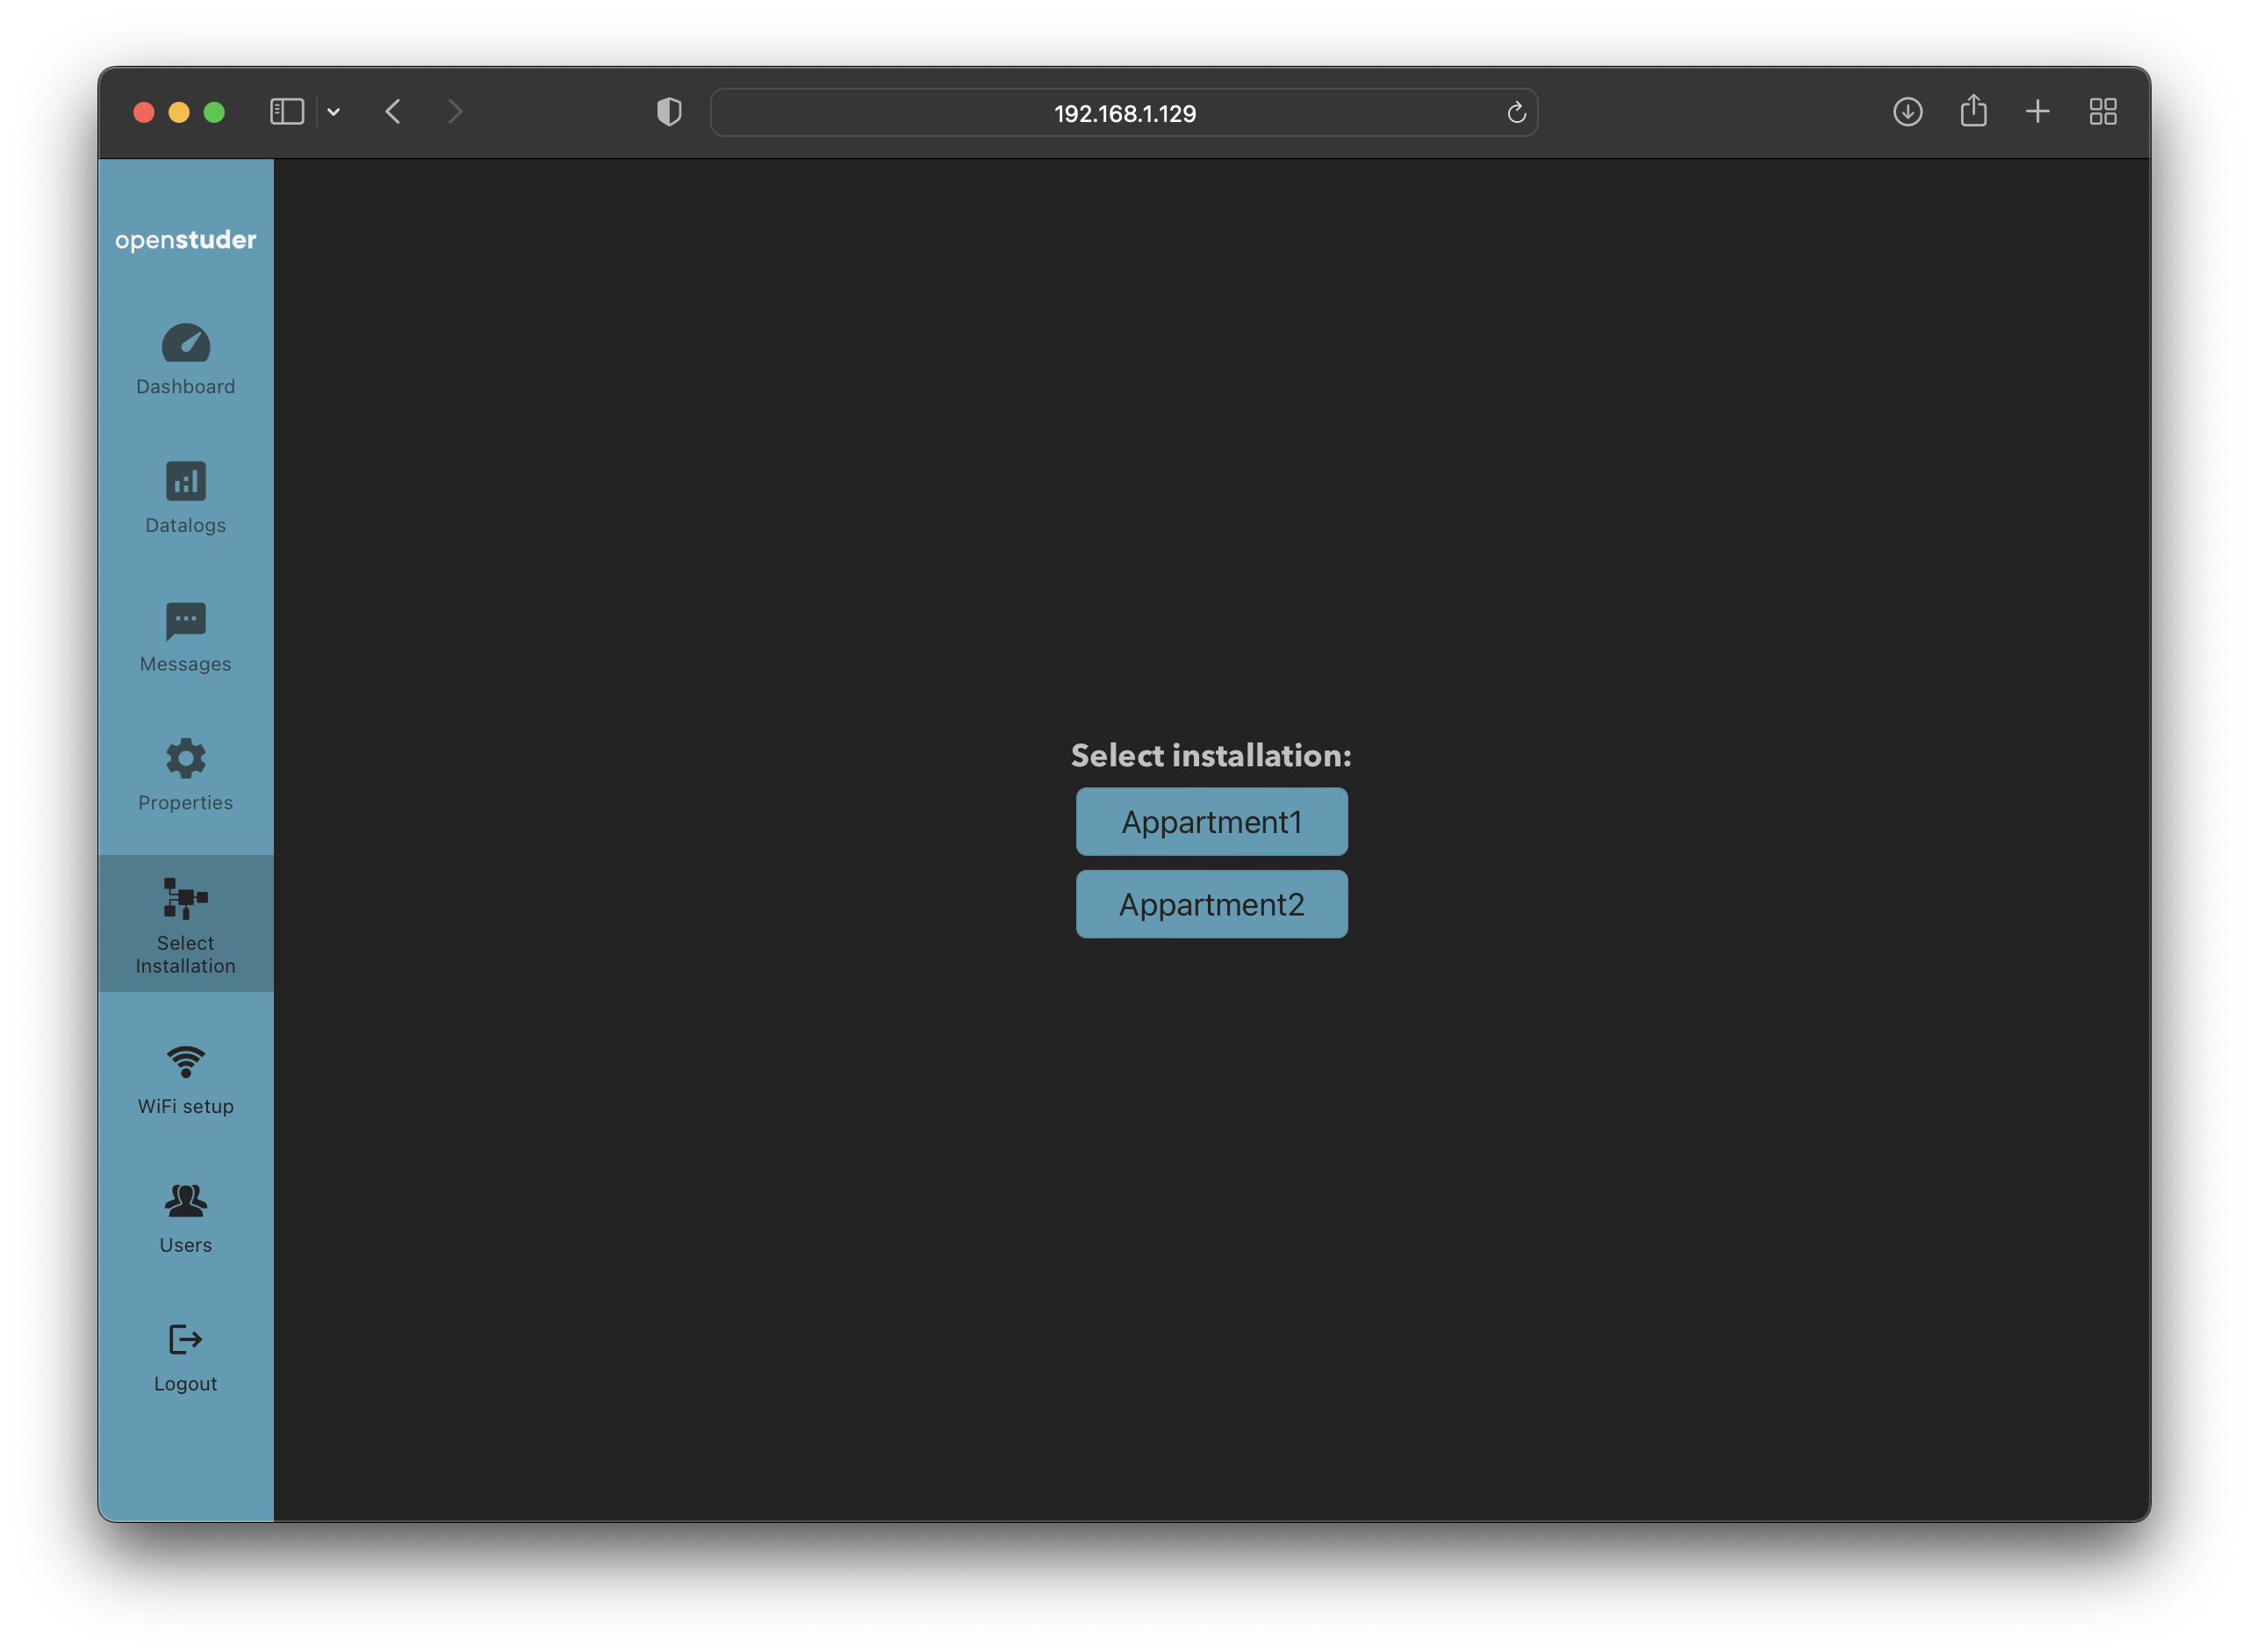 192.168.1.129
openstuder
Dashboard
Datalogs
Messages
Properties
Select
Installation
WiFi setup
Users
Logout
Select installation:
Appartment1
Appartment2